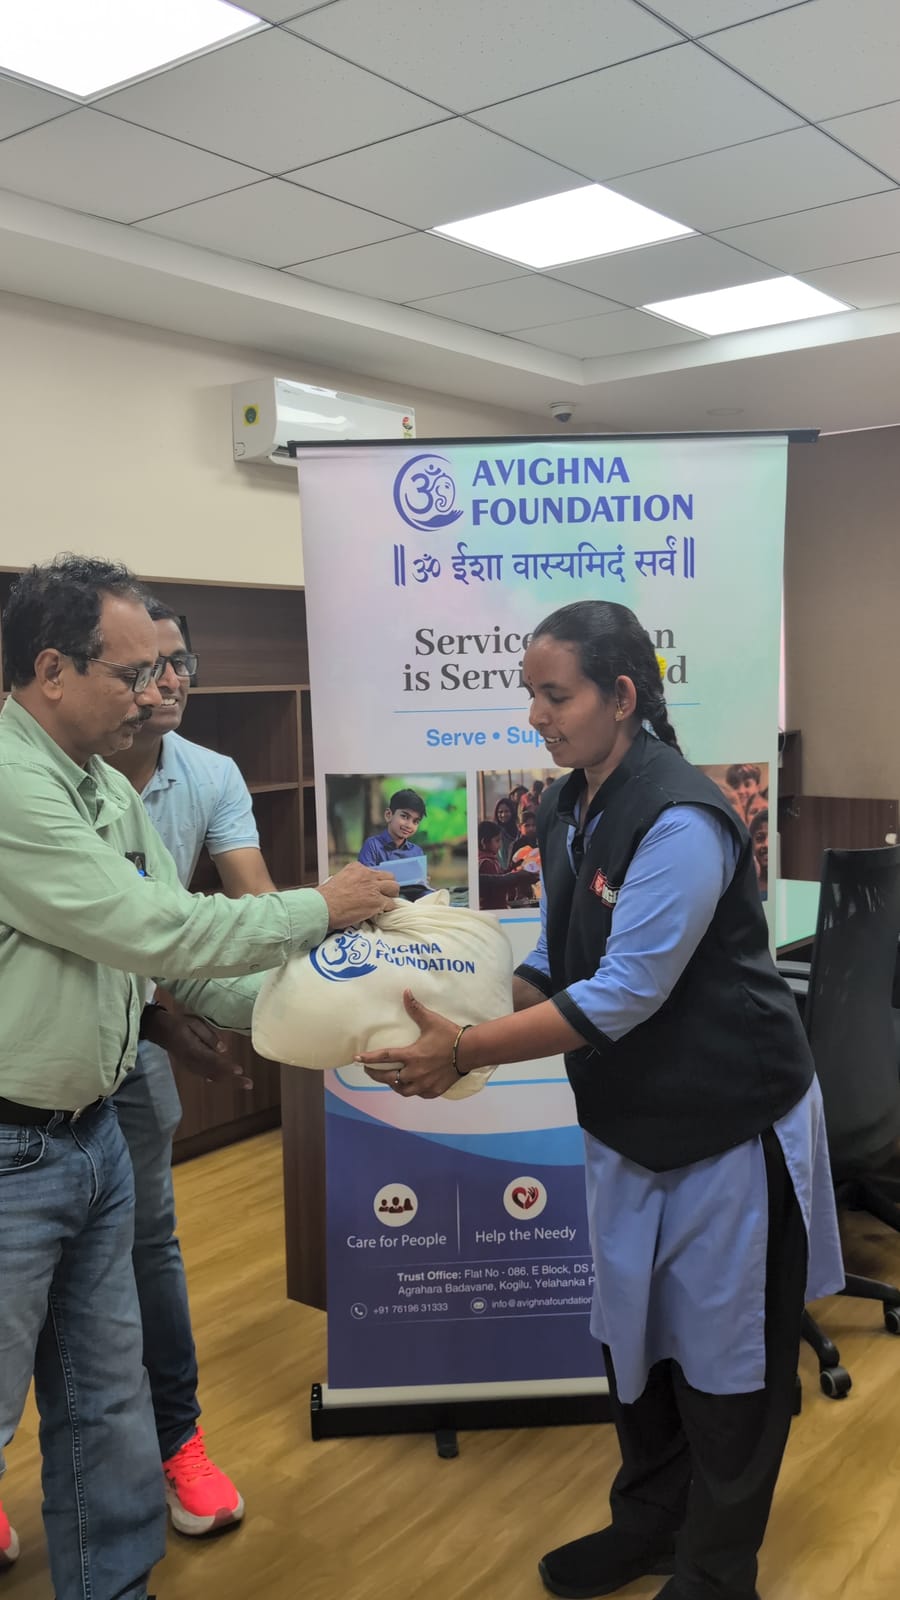 AVIGHNA
FOUNDATION
॥ॐ ईशा वास्यमिदं सर्वं॥
Service
is Servi
Serve • Sup
AVIGHNA
FOUNDATION
Care for People
Help the Needy
Trust Office: Flat No - 086, E Block, DS
Agrahara Badavane, Kogilu, Yelahanka P
+91 76196 31333
info@avighnafoundation